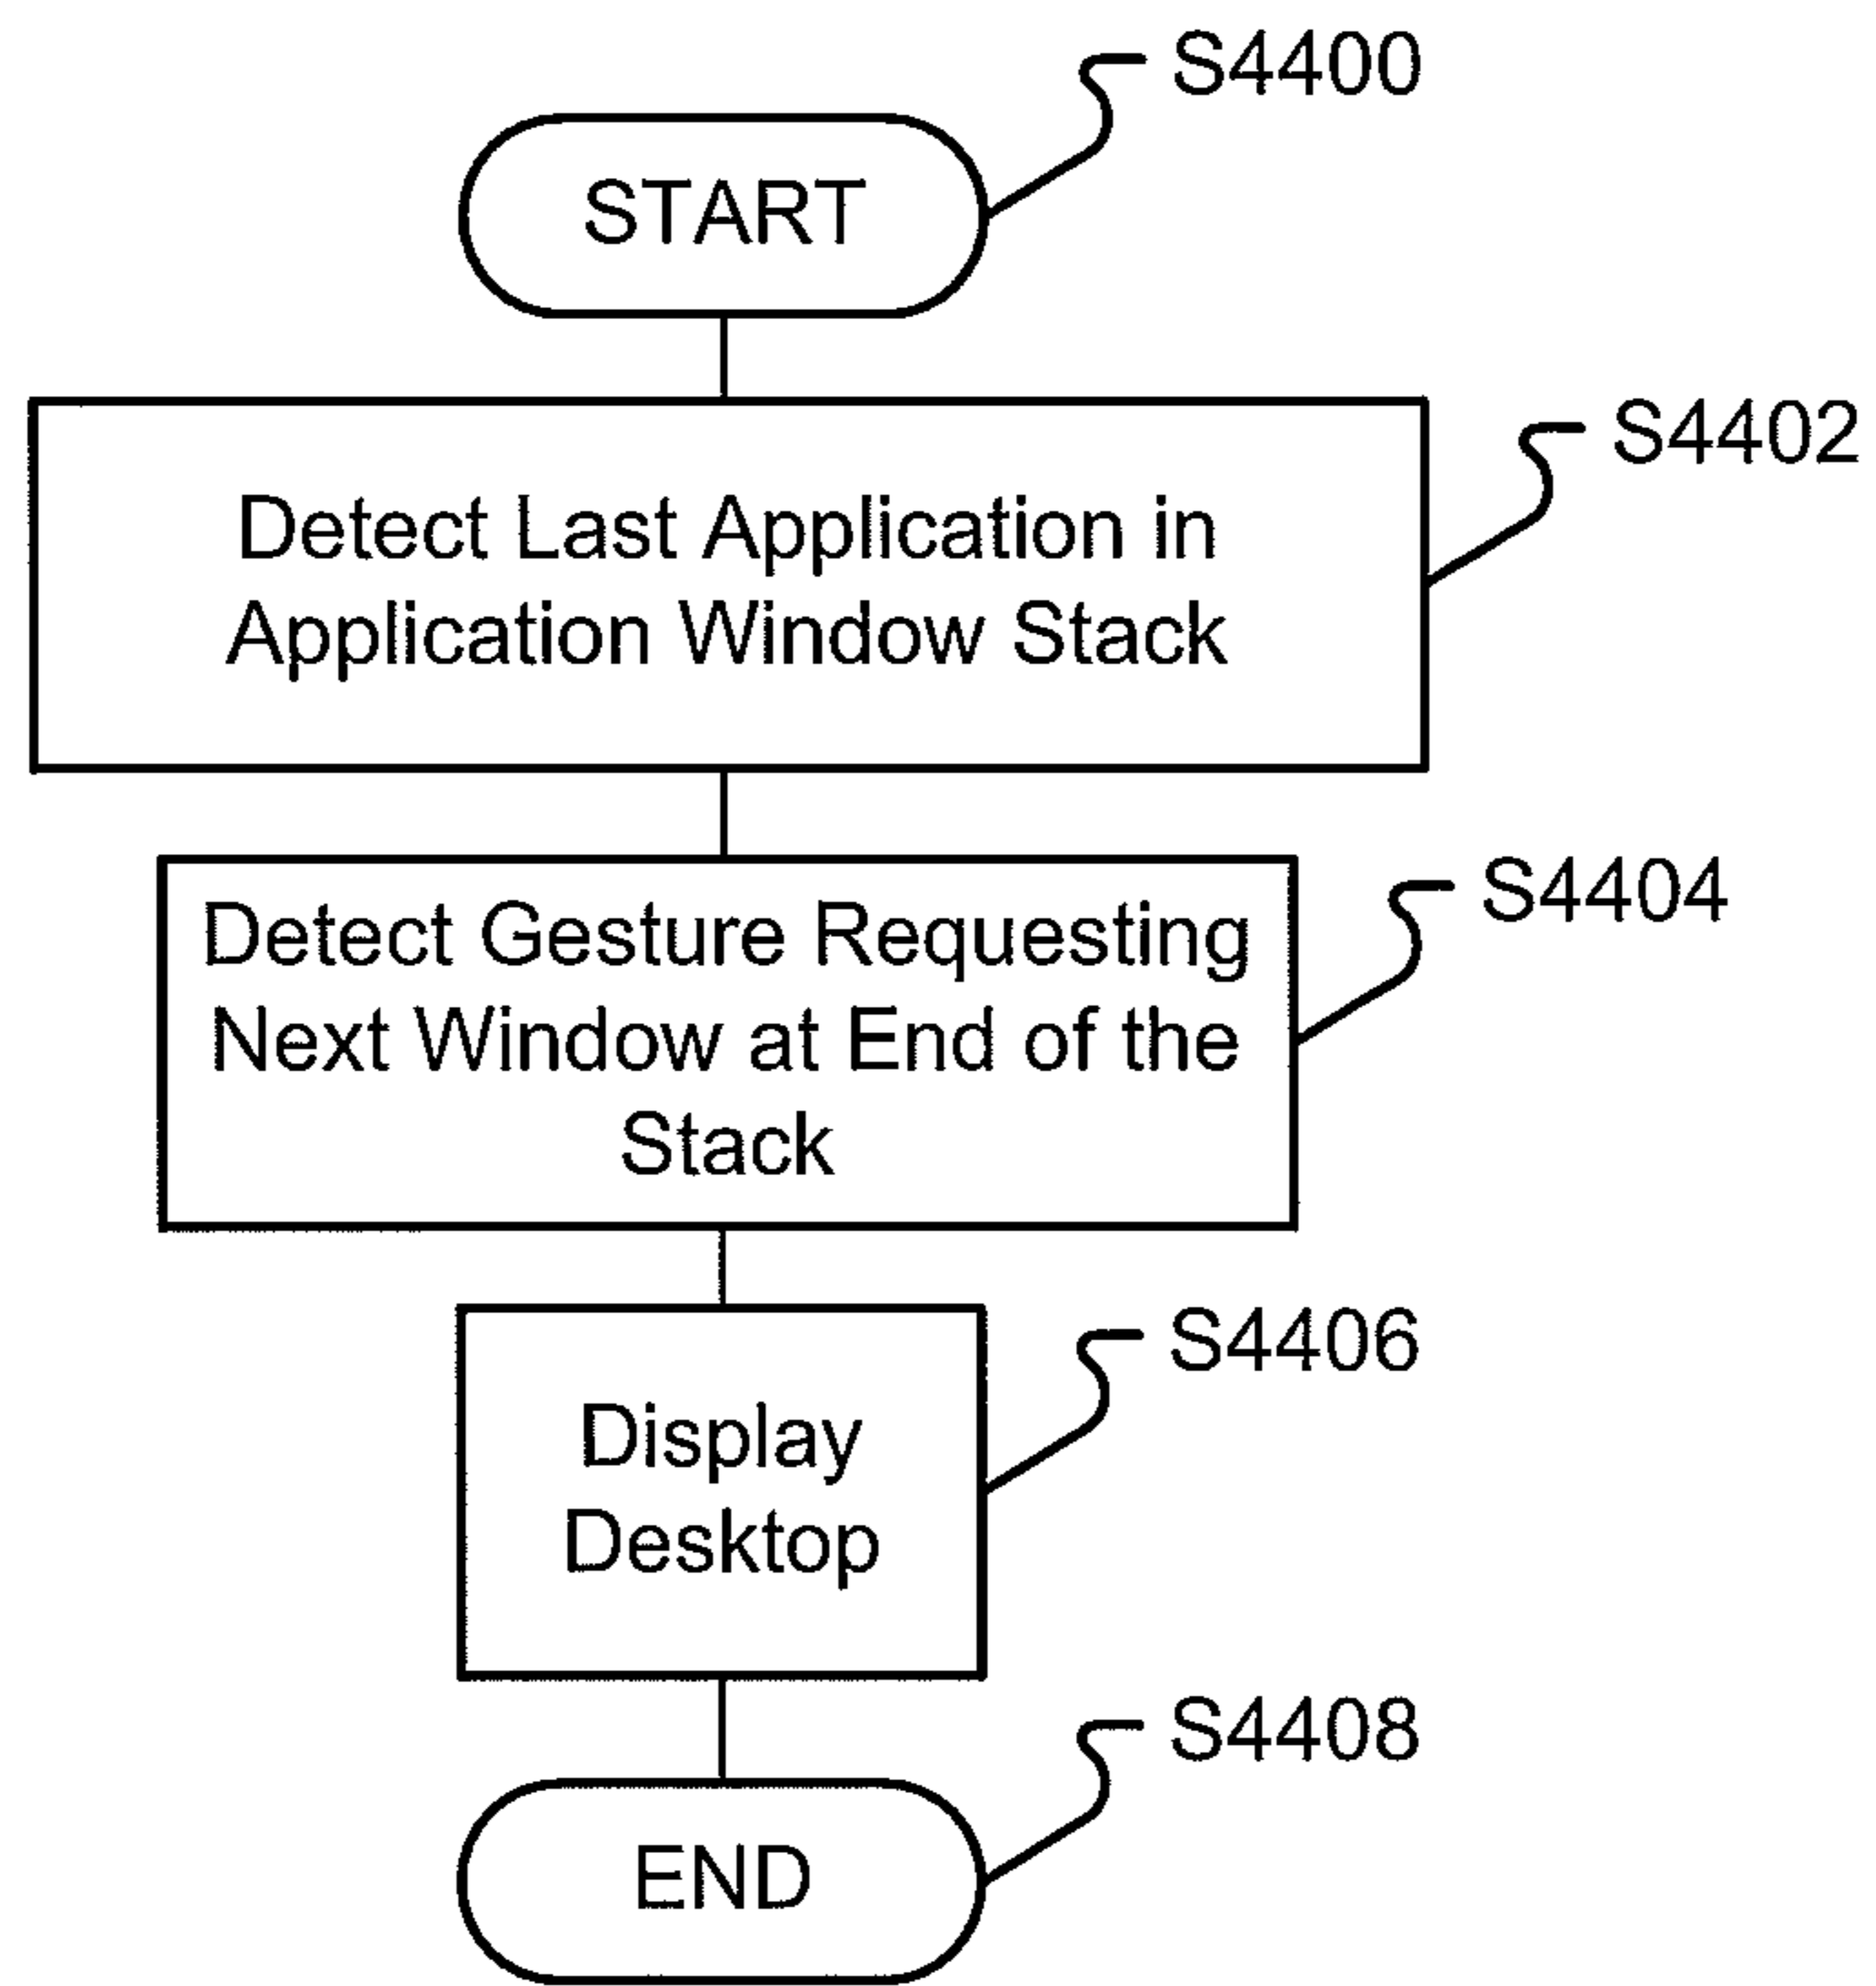 S4400
START
S4402
Detect Last Application in
Application Window Stack
S4404
Detect Gesture Requesting
Next Window at End of the
Stack
S4406
Display
Desktop
S4408
END